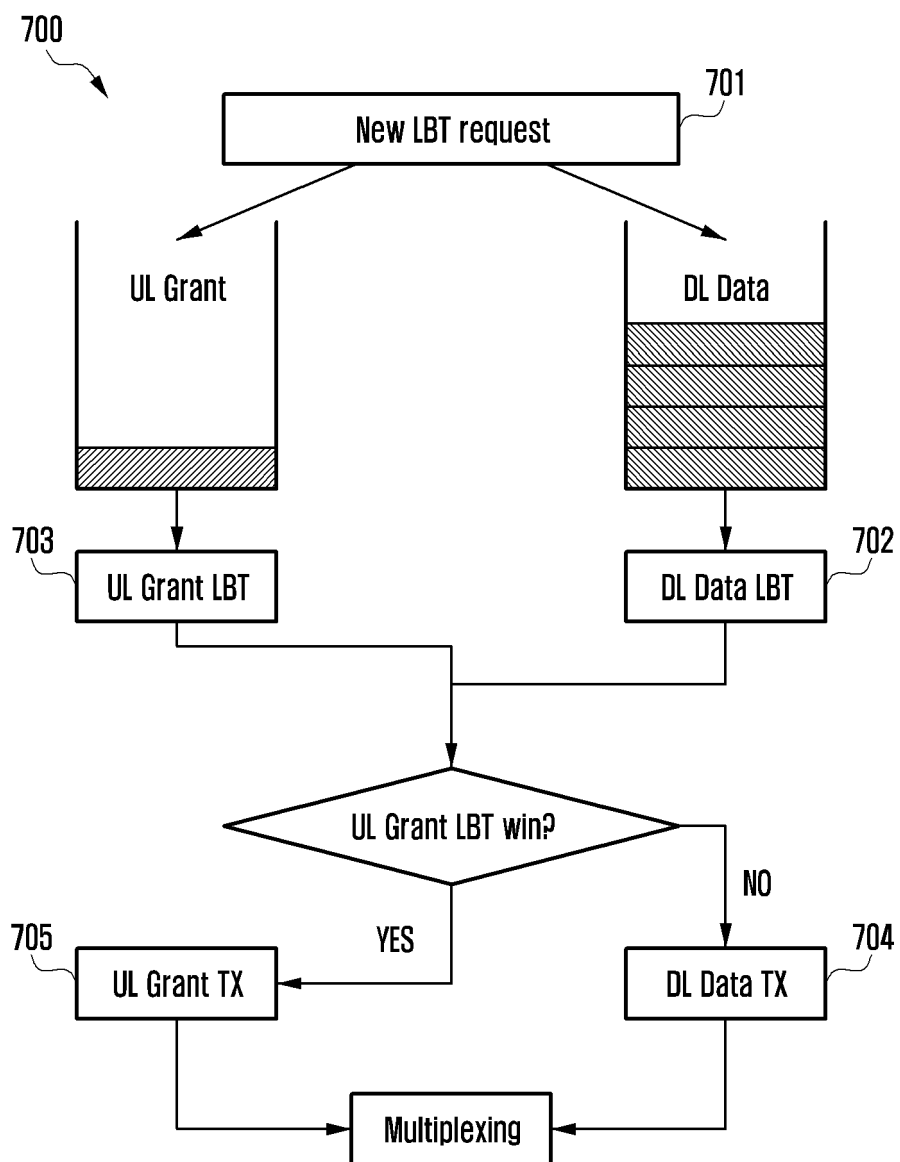 700
701
New LBT request
UL Grant
DL Data
703
702
UL Grant LBT
DL Data LBT
UL Grant LBT win?
NO
YES
705
704
UL Grant TX
DL Data TX
Multiplexing